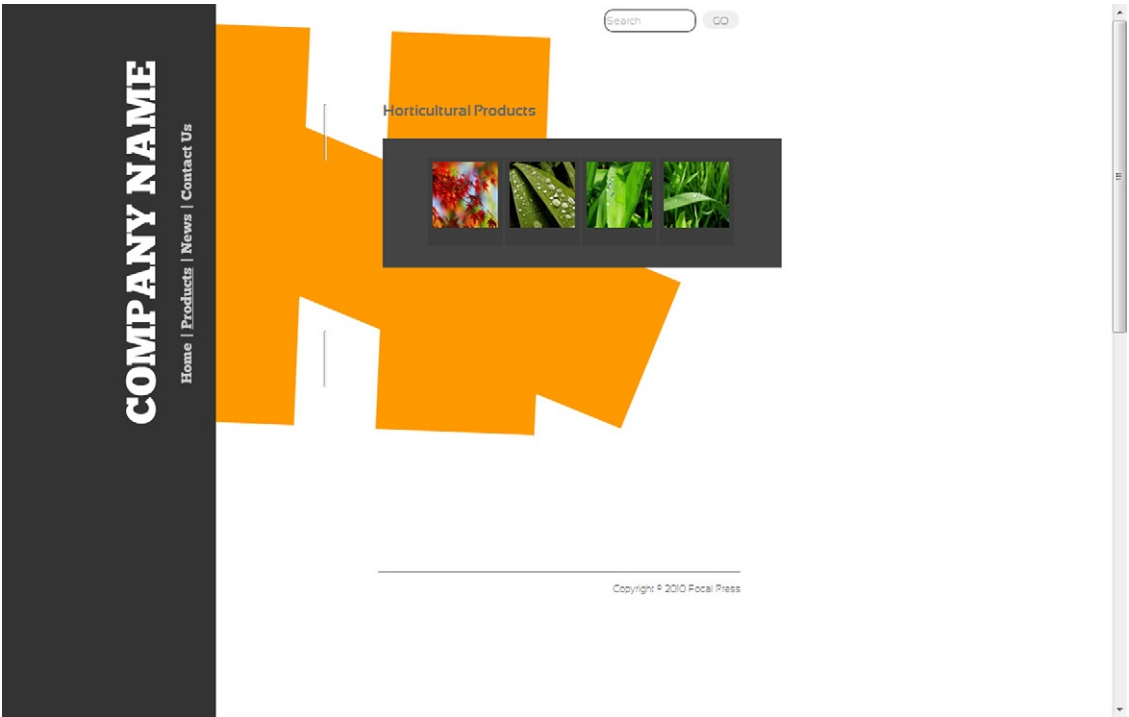 COMPANY NAME
Home | Products | News | Contact Us
Search
GO
Horticultural Products
Copyright © 2010 Focal Press